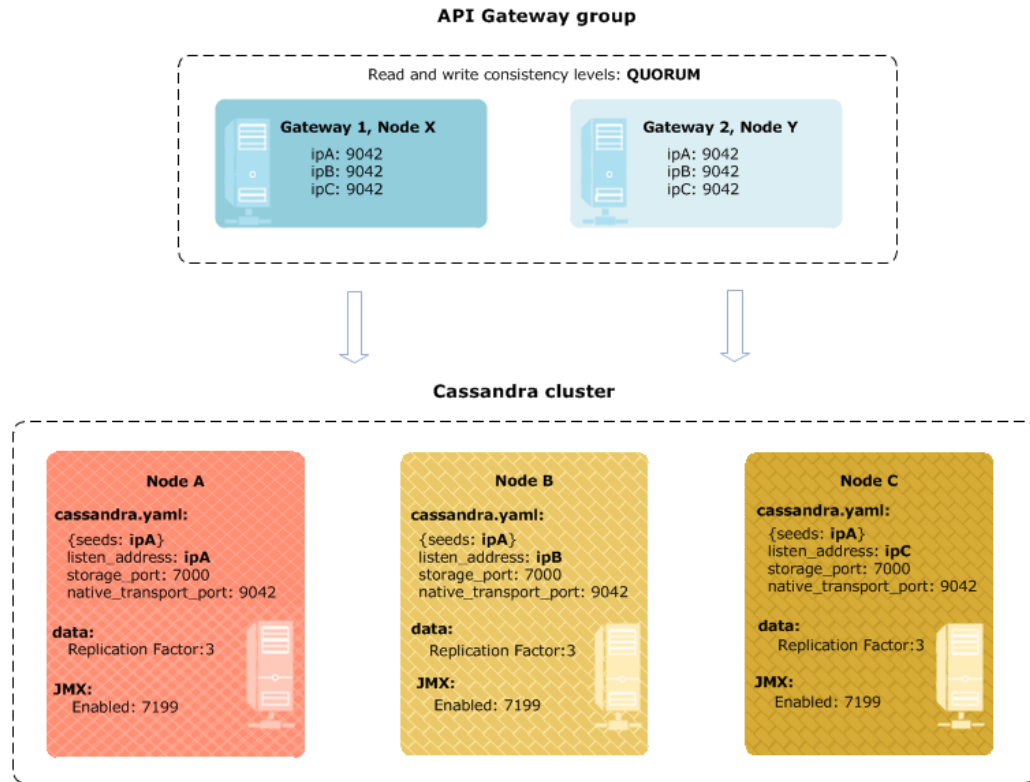 API Gateway group
Read and write consistency levels: QUORUM
Gateway 1, Node X
ipA: 9042
ipB: 9042
ipC: 9042
Gateway 2, Node Y
ipA: 9042
ipB: 9042
ipC: 9042
Cassandra cluster
Node A
cassandra.yaml:
{seeds: ipA}
listen_address: ipA
storage_port: 7000
native_transport_port: 9042
data:
Replication Factor:3
JMX:
Enabled: 7199
Node B
cassandra.yaml:
{seeds: ipA}
listen_address: ipB
storage_port: 7000
native_transport_port: 9042
data:
Replication Factor:3
JMX:
Enabled: 7199
Node C
cassandra.yaml:
{seeds: ipA}
listen_address: ipC
storage_port: 7000
native_transport_port: 9042
data:
Replication Factor:3
JMX:
Enabled: 7199